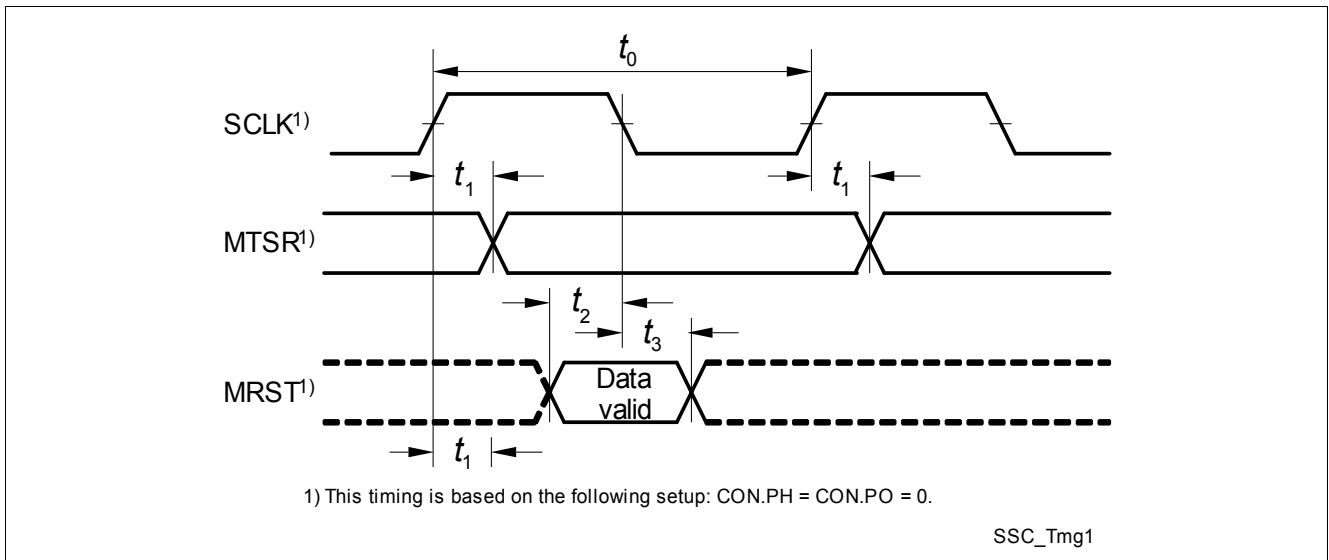 t0
SCLK1)
t1
t1
MTSR1)
t2
t3
MRST1)
Data
valid
t1
1) This timing is based on the following setup: CON.PH = CON.PO = 0.
SSC_Tmg1